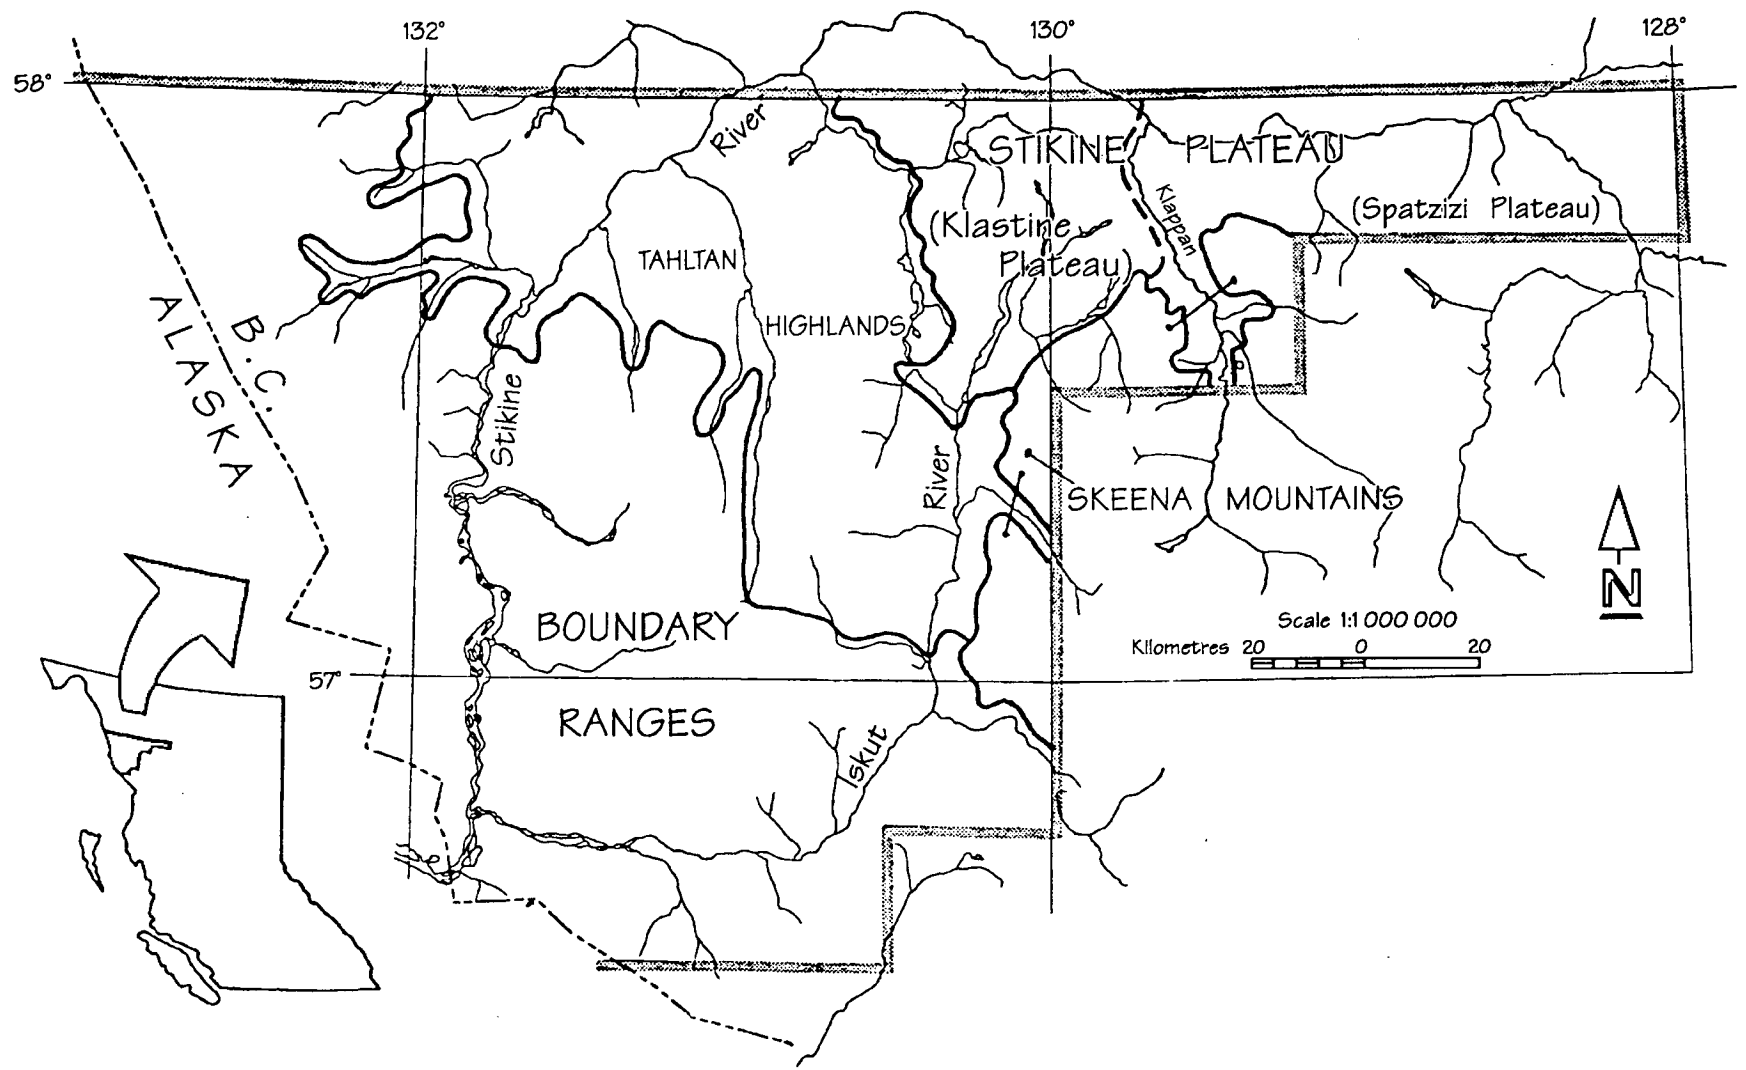 132°
130°
128°
58°
River
STIKINE PLATEAU
Klappan
(Spatzizi Plateau)
(Klastine
Plateau)
TAHLTAN
HIGHLANDS
B.C.
ALASKA
Stikine
River
SKEENA MOUNTAINS
N
BOUNDARY
Scale 1:1 000 000
Kilometres 20 0 20
57°
RANGES
Iskut